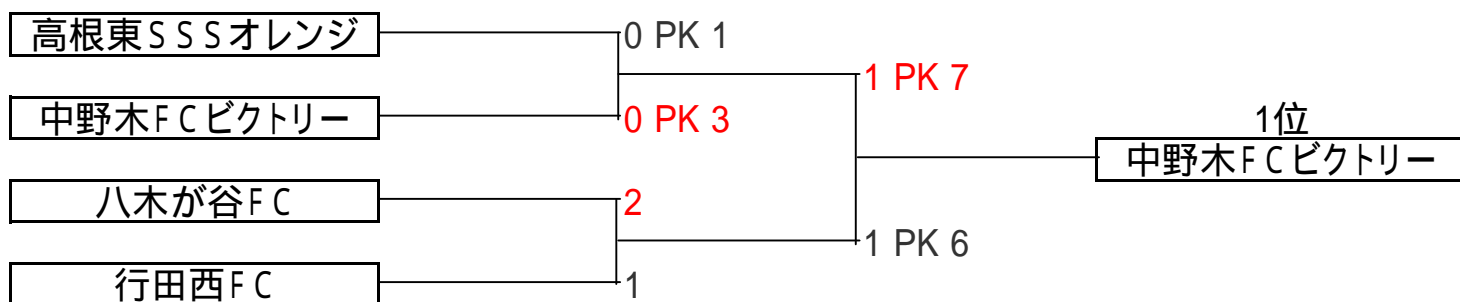 高根東ＳＳＳオレンジ
0 PK 1
1 PK 7
中野木ＦＣビクトリー
0 PK 3
1位
中野木ＦＣビクトリー
八木が谷ＦＣ
2
1 PK 6
行田西ＦＣ
1